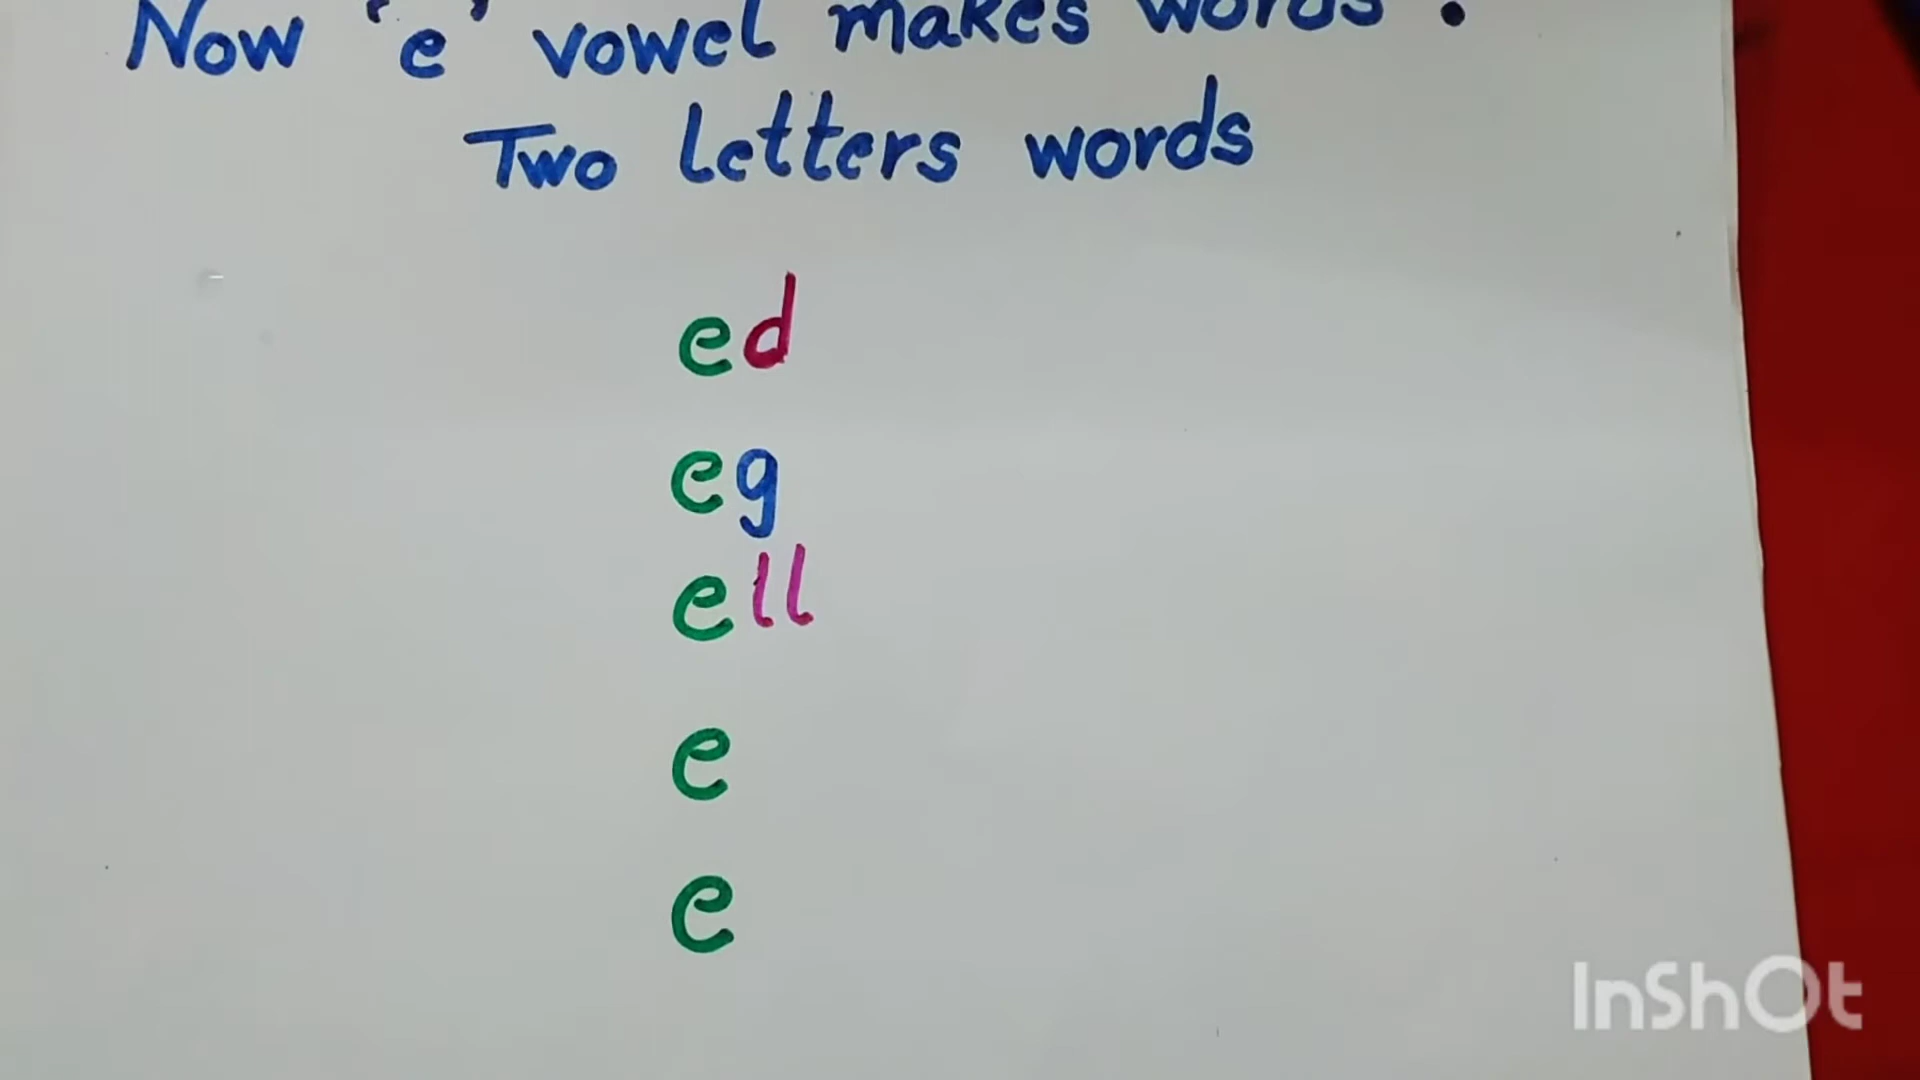 Now 'e' vowel makes words.
Two letters words
ed
eg
ell
e
e
InShOt